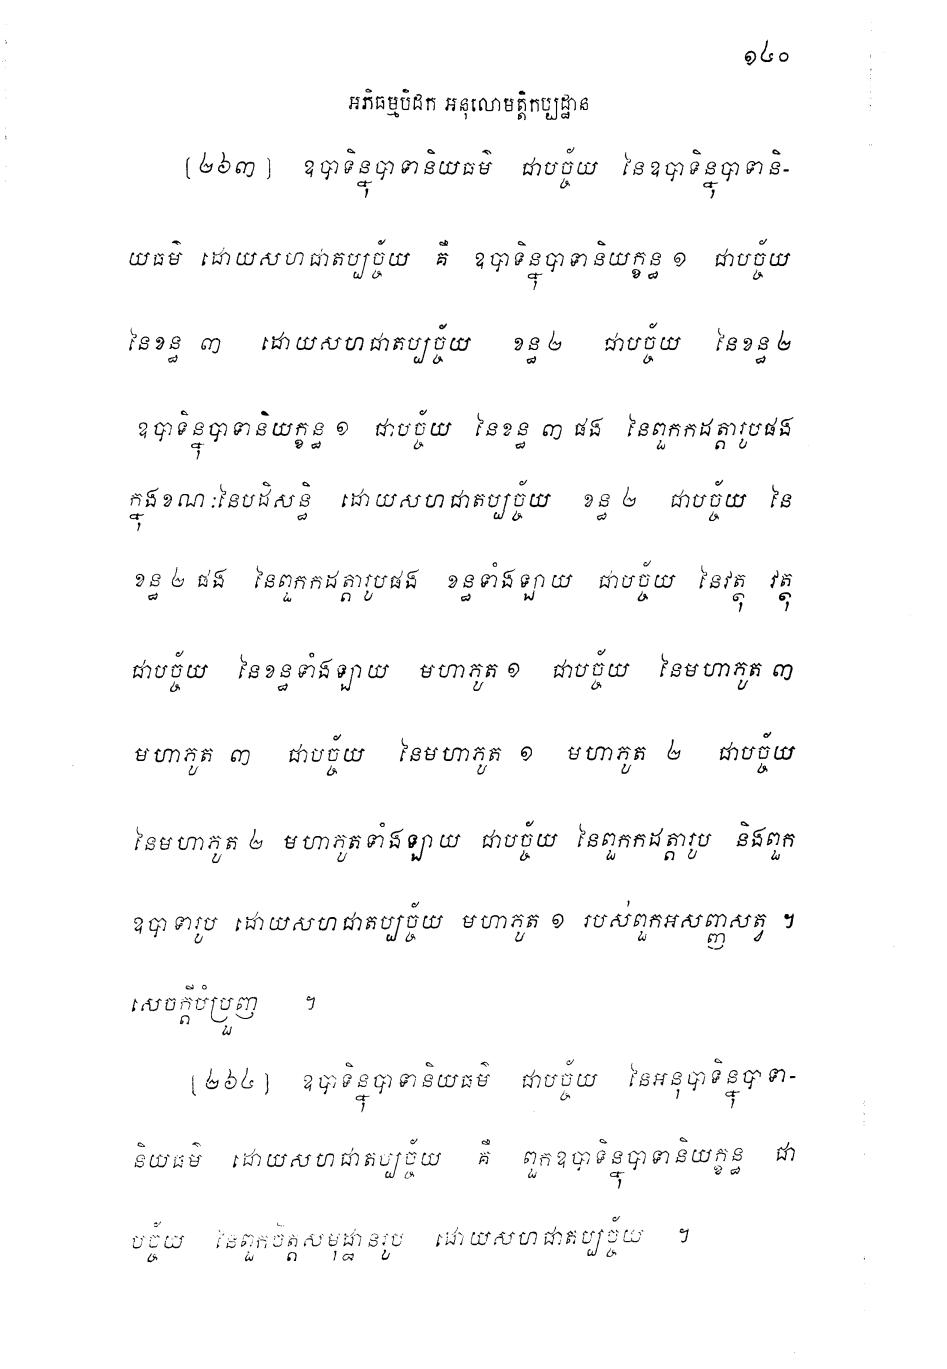 ១៤០
អភិធម្មបិដក អនុលោមត្តិកប្បដ្ឋាន
(២៦៣) ឧបាទិន្នុបាទានិយធម៌ ជាបច្ច័យ នៃឧបាទិន្នុបាទានិ-
យធម៌ ដោយសហជាតប្បច្ច័យ គឺ ឧបាទិន្នុបាទានិយក្ខន្ធ ១ ជាបច្ច័យ
នៃខន្ធ ៣ ដោយសហជាតប្បច្ច័យ ខន្ធ ២ ជាបច្ច័យ នៃខន្ធ ២
ឧបាទិន្នុបាទានិយក្ខន្ធ ១ ជាបច្ច័យ នៃខន្ធ ៣ ផង នៃពួកកដត្តារូបផង
ក្នុងខណៈនៃបដិសន្ធិ ដោយសហជាតប្បច្ច័យ ខន្ធ ២ ជាបច្ច័យ នៃ
ខន្ធ ២ ផង នៃពួកកដត្តារូបផង ខន្ធទាំងឡាយ ជាបច្ច័យ នៃវត្ថុ វត្ថុ
ជាបច្ច័យ នៃខន្ធទាំងឡាយ មហាភូត ១ ជាបច្ច័យ នៃមហាភូត ៣
មហាភូត ៣ ជាបច្ច័យ នៃមហាភូត ១ មហាភូត ២ ជាបច្ច័យ
នៃមហាភូត ២ មហាភូតទាំងឡាយ ជាបច្ច័យ នៃពួកកដត្តារូប និងពួក
ឧបាទារូប ដោយសហជាតប្បច្ច័យ មហាភូត ១ របស់ពួកអសញ្ញសត្វ ។
សេចក្តីបំប្រួញ ។
(២៦៤) ឧបាទិន្នុបាទានិយធម៌ ជាបច្ច័យ នៃអនុបាទិន្នុបាទា-
និយធម៌ ដោយសហជាតប្បច្ច័យ គឺ ពួកឧបាទិន្នុបាទានិយក្ខន្ធ ជា
បច្ច័យ នៃពួកចិត្តសមុដ្ឋានរូប ដោយសហជាតប្បច្ច័យ ។